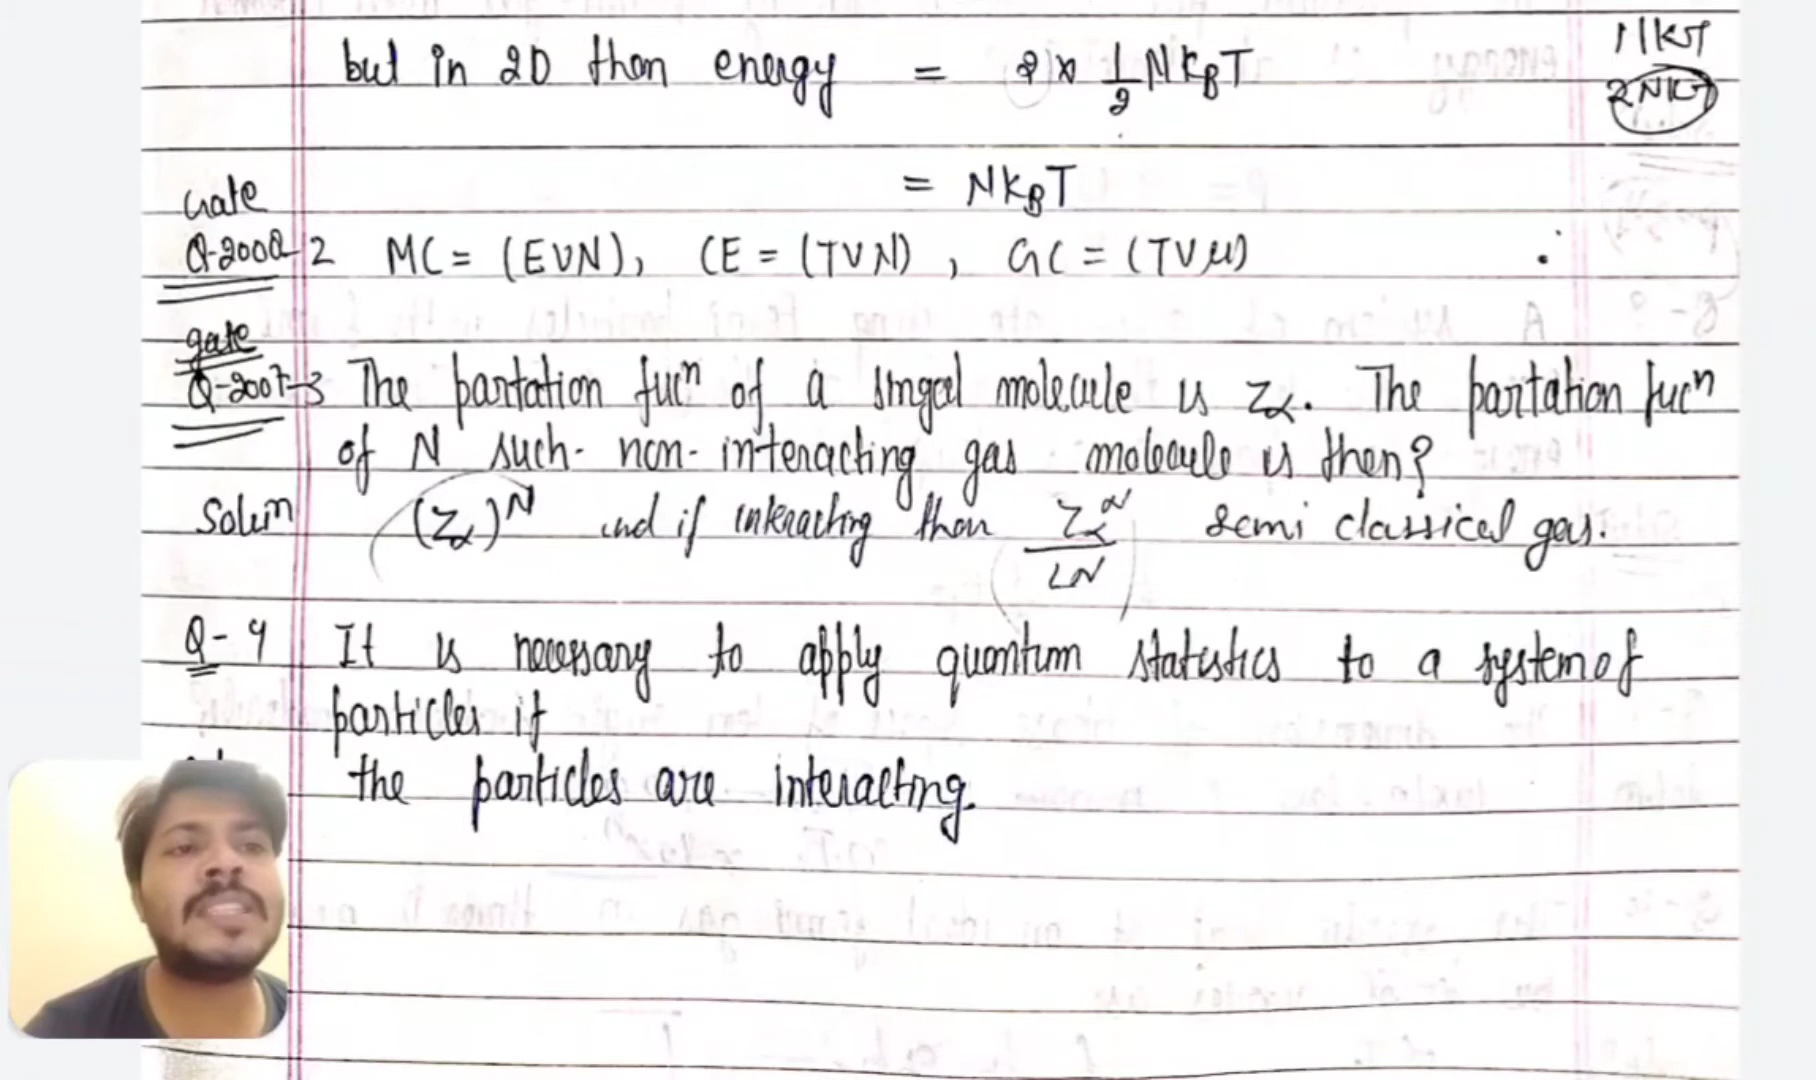 but in 2D then energy = 2 x 1/2 NKBT
11KT
2NKT
= NKBT
Gate
Q-2002-2 MC = (EVN), CE = (TVN), GC = (TVμ)
gate
Q-2007-3 The partation fucⁿ of a singel molecule is Zα. The partation fucⁿ
of N such- non- interacting gas molecule is then?
Solun (Zα)^N and if interacting then Zα^N / LN semi classical gas.
Q-4 It is necessary to apply quantum statistics to a system of
particles if
the particles are interacting.